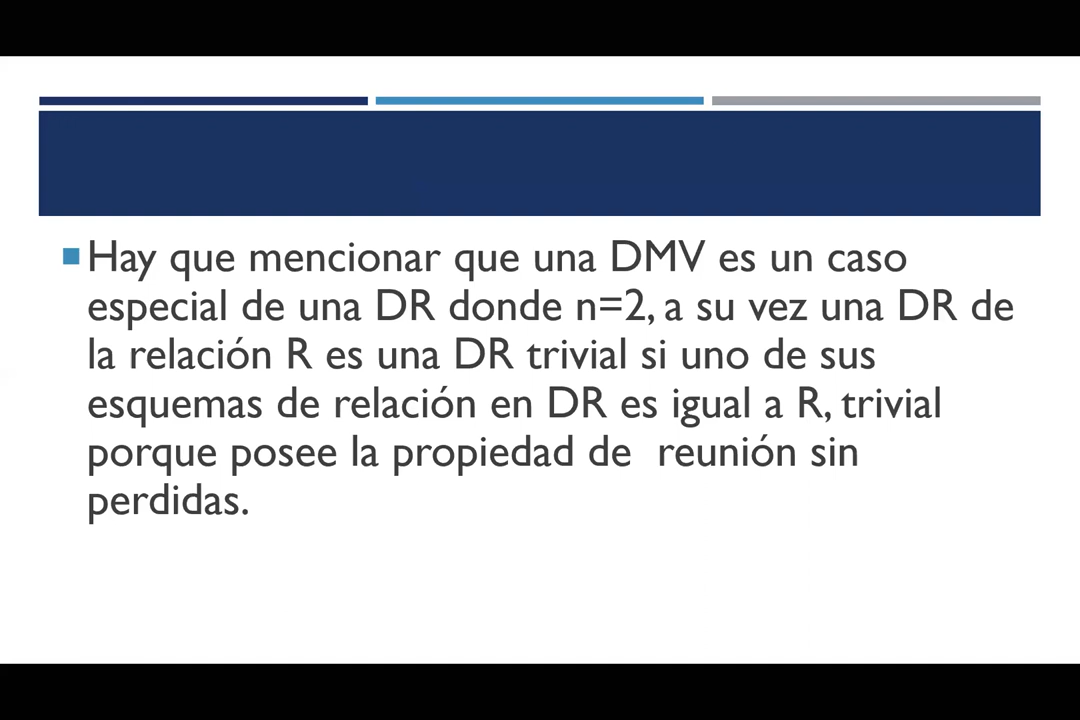 Hay que mencionar que una DMV es un caso
especial de una DR donde n=2, a su vez una DR de
la relación R es una DR trivial si uno de sus
esquemas de relación en DR es igual a R, trivial
porque posee la propiedad de  reunión sin
perdidas.